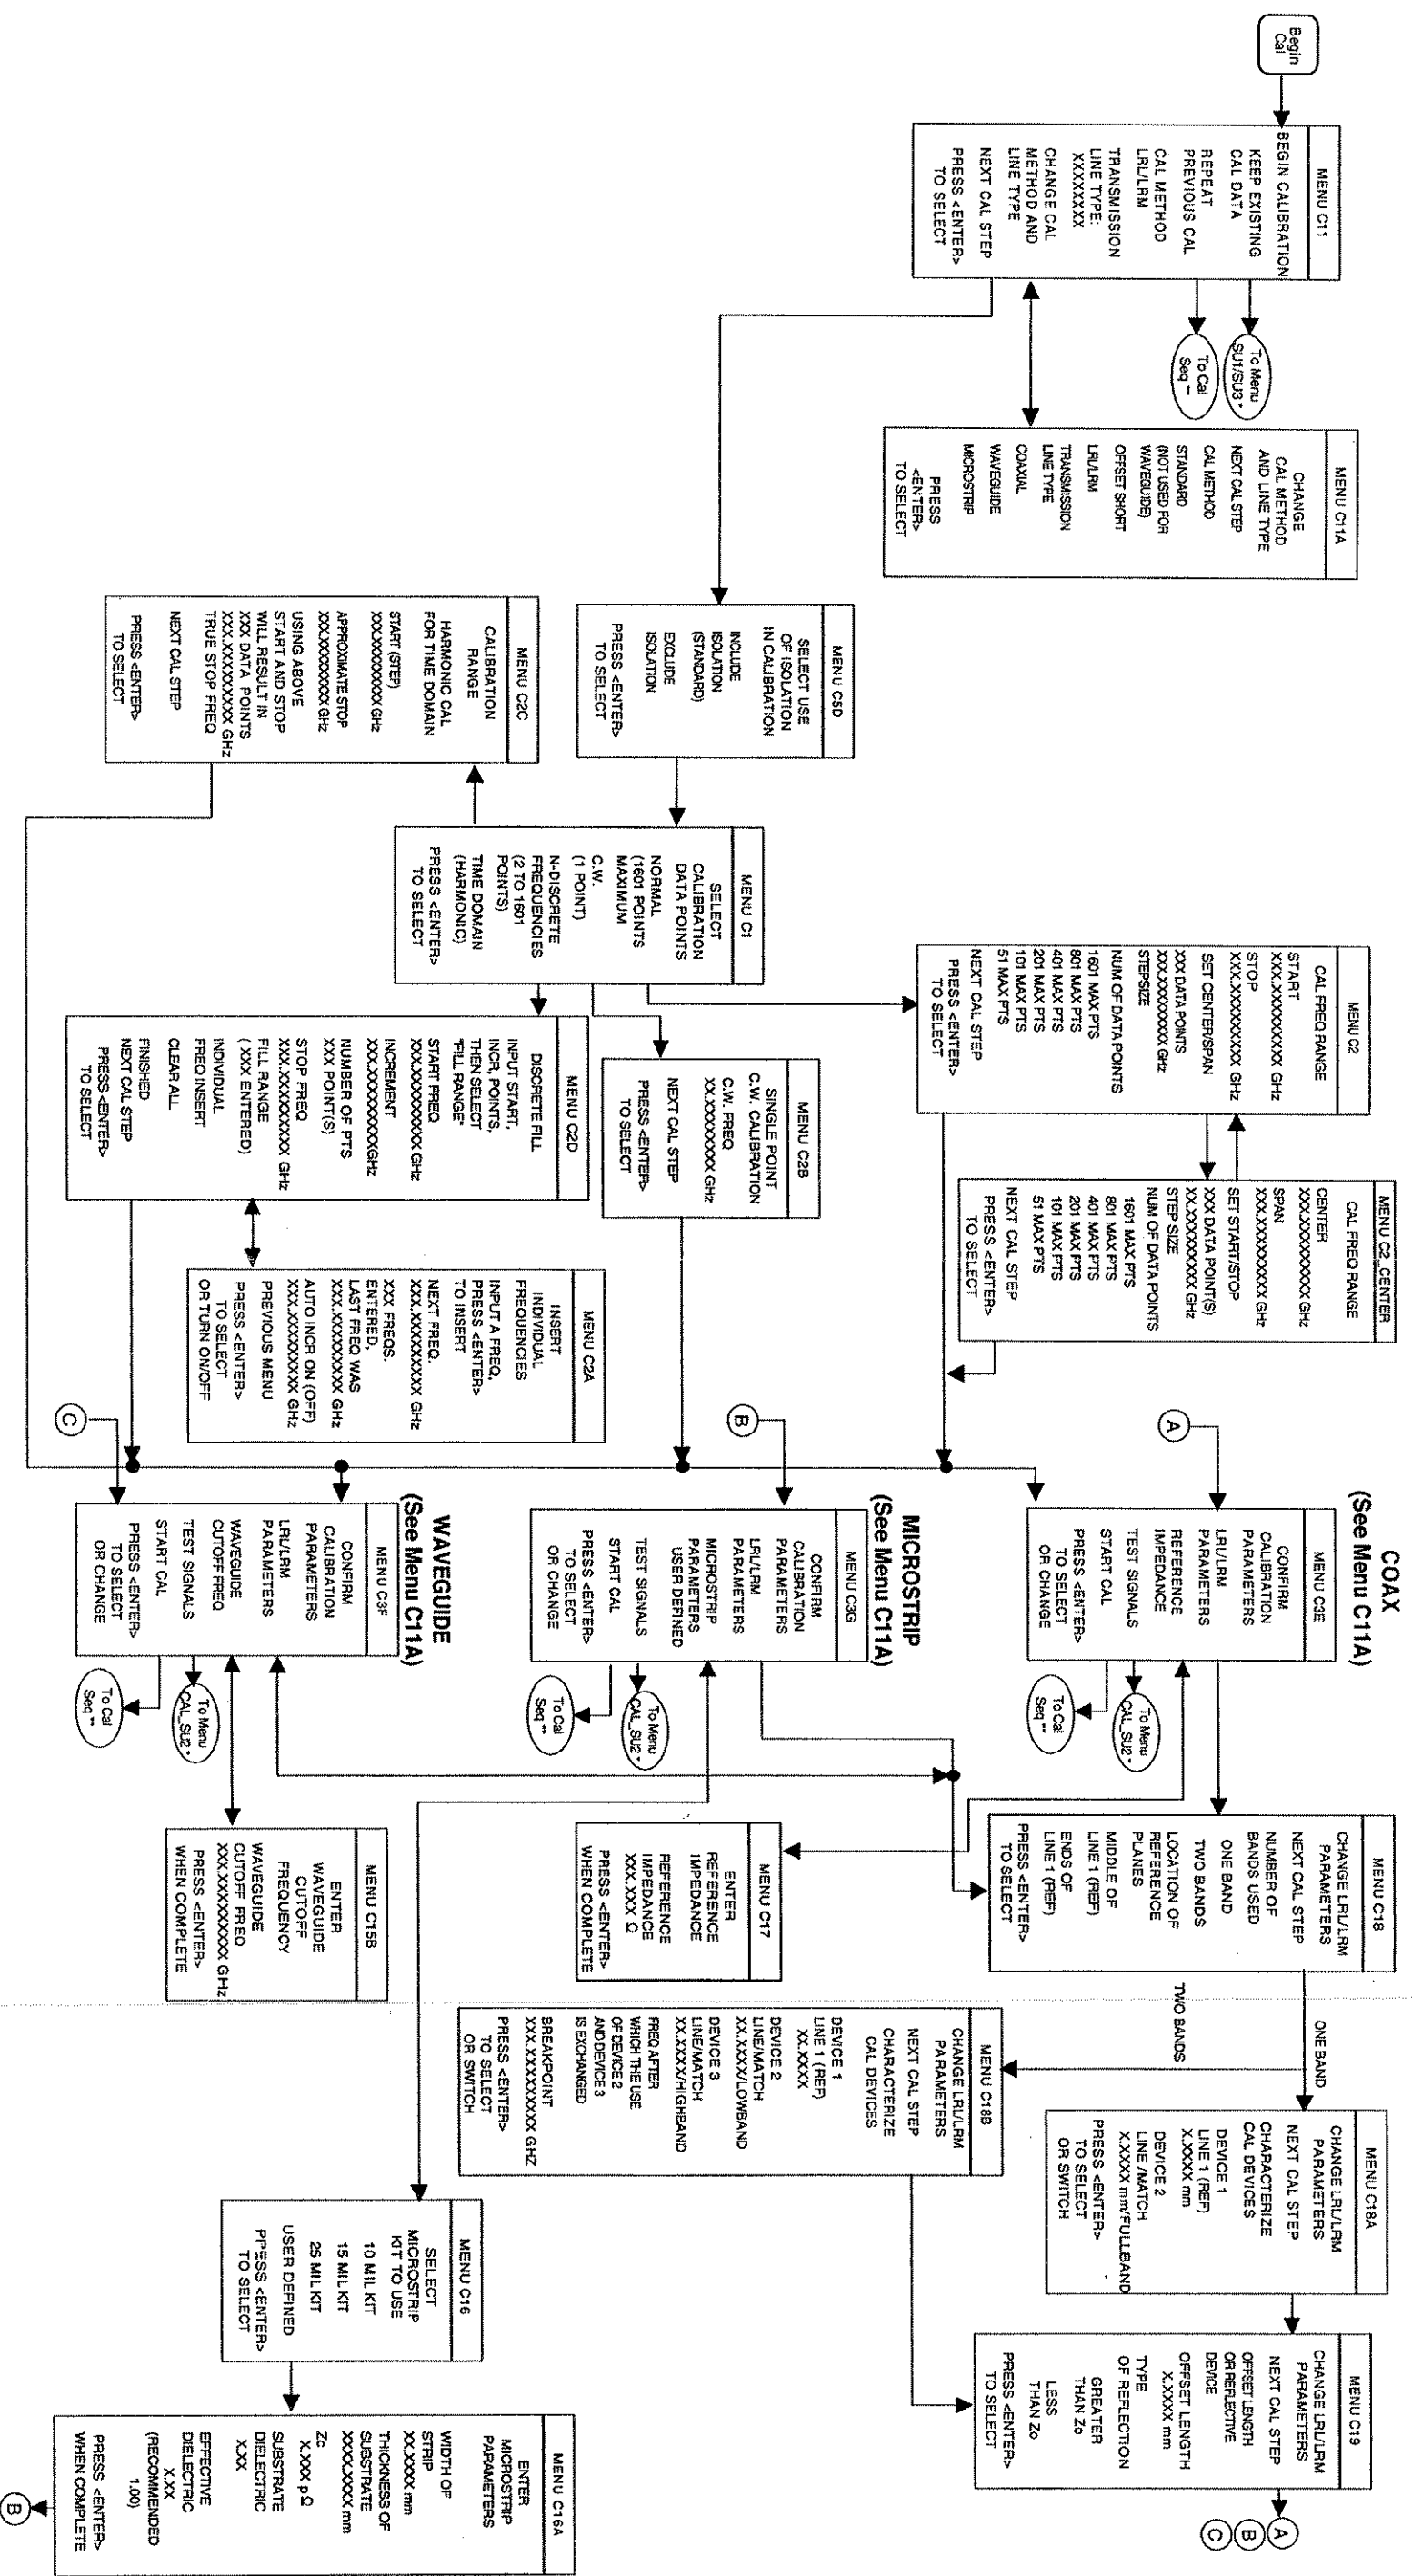 Begin
Cal
MENU C11
BEGIN CALIBRATION
KEEP EXISTING
CAL DATA
REPEAT
PREVIOUS CAL
CAL METHOD
LRL/LRM
TRANSMISSION
LINE TYPE:
XXXXXXXX
CHANGE CAL
METHOD AND
LINE TYPE
NEXT CAL STEP
PRESS <ENTER>
TO SELECT
To Menu
SU1/SU3 *
To Cal
Seq **
MENU C11A
CHANGE
CAL METHOD
AND LINE TYPE
NEXT CAL STEP
CAL METHOD
STANDARD
(NOT USED FOR
WAVEGUIDE)
OFFSET SHORT
LRL/LRM
TRANSMISSION
LINE TYPE
COAXIAL
WAVEGUIDE
MICROSTRIP
PRESS
<ENTER>
TO SELECT
MENU C5D
SELECT USE
OF ISOLATION
IN CALIBRATION
INCLUDE
ISOLATION
(STANDARD)
EXCLUDE
ISOLATION
PRESS <ENTER>
TO SELECT
MENU C2C
CALIBRATION
RANGE
HARMONIC CAL
FOR TIME DOMAIN
START (STEP)
XXX.XXXXXXXXX GHz
APPROXIMATE STOP
XXX.XXXXXXXXX GHz
USING ABOVE
START AND STOP
WILL RESULT IN
XXX DATA POINTS
XXX.XXXXXXXXX GHz
TRUE STOP FREQ
NEXT CAL STEP
PRESS <ENTER>
TO SELECT
MENU C1
SELECT
CALIBRATION
DATA POINTS
NORMAL
(1601 POINTS
MAXIMUM
C.W.
(1 POINT)
N-DISCRETE
FREQUENCIES
(2 TO 1601
POINTS)
TIME DOMAIN
(HARMONIC)
PRESS <ENTER>
TO SELECT
MENU C2
CAL FREQ RANGE
START
XXX.XXXXXXXXX GHz
STOP
XXX.XXXXXXXXX GHz
SET CENTER/SPAN
XXX DATA POINTS
XXX.XXXXXXXXX GHz
STEPSIZE
NUM OF DATA POINTS
1601 MAX PTS
801 MAX PTS
401 MAX PTS
201 MAX PTS
101 MAX PTS
51 MAX PTS
NEXT CAL STEP
PRESS <ENTER>
TO SELECT
MENU C2_CENTER
CAL FREQ RANGE
CENTER
XXX.XXXXXXXXX GHz
SPAN
XXX.XXXXXXXXX GHz
SET START/STOP
XXX DATA POINT(S)
XX.XXXXXXXXX GHz
STEP SIZE
NUM OF DATA POINTS
1601 MAX PTS
801 MAX PTS
401 MAX PTS
201 MAX PTS
101 MAX PTS
51 MAX PTS
NEXT CAL STEP
PRESS <ENTER>
TO SELECT
MENU C2B
SINGLE POINT
C.W. CALIBRATION
C.W. FREQ
XX.XXXXXXXX GHz
NEXT CAL STEP
PRESS <ENTER>
TO SELECT
MENU C2D
DISCRETE FILL
INPUT START,
INCR, POINTS,
THEN SELECT
"FILL RANGE"
START FREQ
XXX.XXXXXXXXX GHz
INCREMENT
XXX.XXXXXXXXXGHz
NUMBER OF PTS
XXX POINT(S)
STOP FREQ
XXX.XXXXXXXXX GHz
FILL RANGE
( XXX ENTERED)
INDIVIDUAL
FREQ INSERT
CLEAR ALL
FINISHED
NEXT CAL STEP
PRESS <ENTER>
TO SELECT
MENU C2A
INSERT
INDIVIDUAL
FREQUENCIES
INPUT A FREQ,
PRESS <ENTER>
TO INSERT
NEXT FREQ.
XXX.XXXXXXXXX GHz
XXX FREQS.
ENTERED,
LAST FREQ WAS
XXX.XXXXXXXXX GHz
AUTO INCR ON (OFF)
XXX.XXXXXXXXX GHz
PREVIOUS MENU
PRESS <ENTER>
TO SELECT
OR TURN ON/OFF
A
B
C
COAX
(See Menu C11A)
MENU C3E
CONFIRM
CALIBRATION
PARAMETERS
LRL/LRM
PARAMETERS
REFERENCE
IMPEDANCE
TEST SIGNALS
START CAL
PRESS <ENTER>
TO SELECT
OR CHANGE
To Menu
CAL_SU2 *
To Cal
Seq **
MICROSTRIP
(See Menu C11A)
MENU C3G
CONFIRM
CALIBRATION
PARAMETERS
LRL/LRM
PARAMETERS
MICROSTRIP
PARAMETERS
USER DEFINED
TEST SIGNALS
START CAL
PRESS <ENTER>
TO SELECT
OR CHANGE
To Menu
CAL_SU2 *
To Cal
Seq **
WAVEGUIDE
(See Menu C11A)
MENU C3F
CONFIRM
CALIBRATION
PARAMETERS
LRL/LRM
PARAMETERS
WAVEGUIDE
CUTOFF FREQ
TEST SIGNALS
START CAL
PRESS <ENTER>
TO SELECT
OR CHANGE
To Menu
CAL_SU2 *
To Cal
Seq **
MENU C18
CHANGE LRL/LRM
PARAMETERS
NEXT CAL STEP
NUMBER OF
BANDS USED
ONE BAND
TWO BANDS
LOCATION OF
REFERENCE
PLANES
MIDDLE OF
LINE 1 (REF)
ENDS OF
LINE 1 (REF)
PRESS <ENTER>
TO SELECT
MENU C17
ENTER
REFERENCE
IMPEDANCE
REFERENCE
IMPEDANCE
XXX.XXX Ω
PRESS <ENTER>
WHEN COMPLETE
MENU C15B
ENTER
WAVEGUIDE
CUTOFF
FREQUENCY
WAVEGUIDE
CUTOFF FREQ
XXX.XXXXXXXXX GHz
PRESS <ENTER>
WHEN COMPLETE
ONE BAND
TWO BANDS
MENU C18B
CHANGE LRL/LRM
PARAMETERS
NEXT CAL STEP
CHARACTERIZE
CAL DEVICES
DEVICE 1
LINE 1 (REF)
XX.XXXX
DEVICE 2
LINE/MATCH
XX.XXXX/LOWBAND
DEVICE 3
LINE/MATCH
XX.XXXX/HIGHBAND
FREQ AFTER
WHICH THE USE
OF DEVICE 2
AND DEVICE 3
IS EXCHANGED
BREAKPOINT
XXX.XXXXXXXXX GHZ
PRESS <ENTER>
TO SELECT
OR SWITCH
MENU C18A
CHANGE LRL/LRM
PARAMETERS
NEXT CAL STEP
CHARACTERIZE
CAL DEVICES
DEVICE 1
LINE 1 (REF)
X.XXXX mm
DEVICE 2
LINE /MATCH
X.XXXX mm/FULLBAND
PRESS <ENTER>
TO SELECT
OR SWITCH
MENU C16
SELECT
MICROSTRIP
KIT TO USE
10 MIL KIT
15 MIL KIT
25 MIL KIT
USER DEFINED
PRESS <ENTER>
TO SELECT
MENU C19
CHANGE LRL/LRM
PARAMETERS
NEXT CAL STEP
OFFSET LENGTH
OR REFLECTIVE
DEVICE
OFFSET LENGTH
X.XXXX mm
TYPE
OF REFLECTION
GREATER
THAN Zo
LESS
THAN Zo
PRESS <ENTER>
TO SELECT
A
B
C
MENU C16A
ENTER
MICROSTRIP
PARAMETERS
WIDTH OF
STRIP
XX.XXXX mm
THICKNESS OF
SUBSTRATE
XXXX.XXXX mm
Zc
X.XXX pΩ
SUBSTRATE
DIELECTRIC
X.XX
EFFECTIVE
DIELECTRIC
X.XX
(RECOMMENDED
1.00)
PRESS <ENTER>
WHEN COMPLETE
B